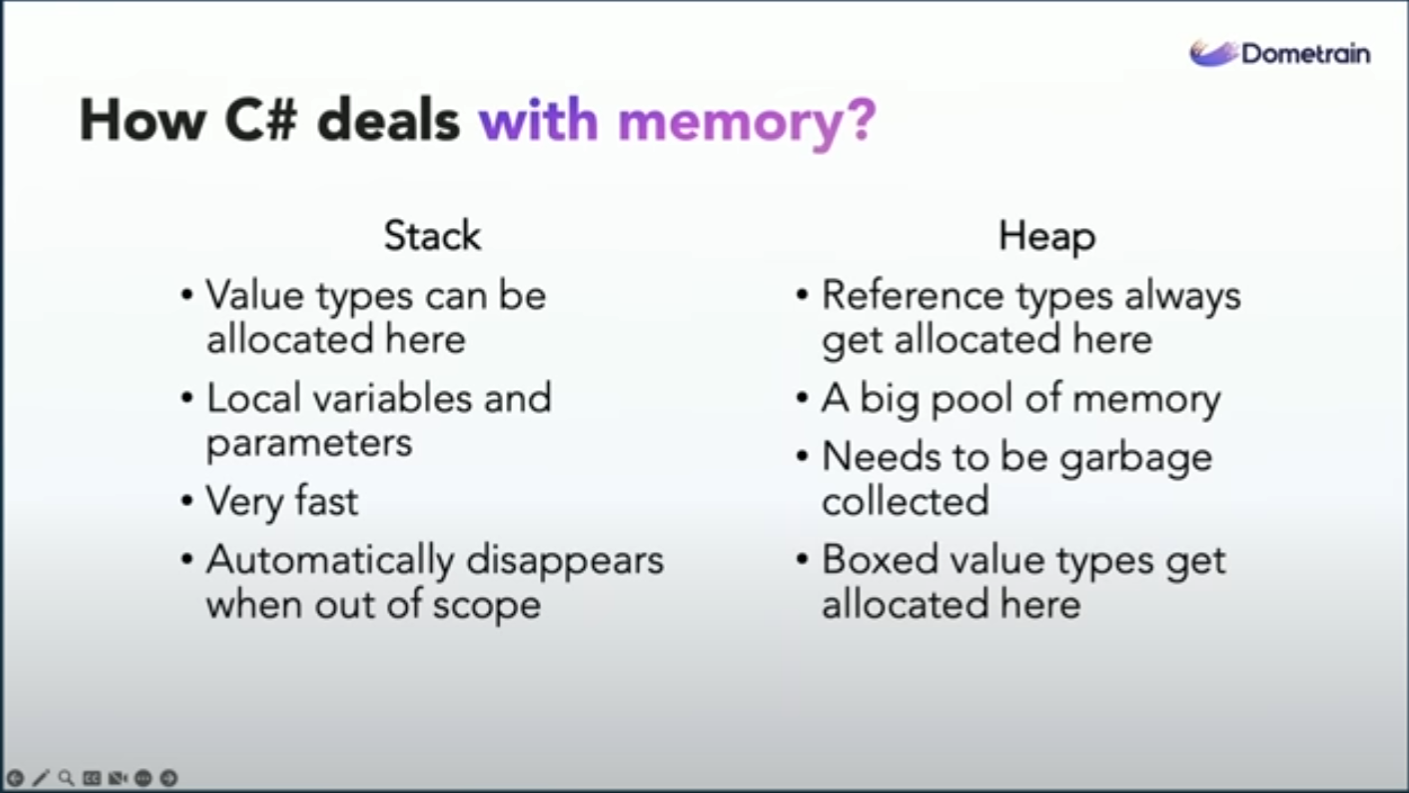 Dometrain
How C# deals with memory?
Stack
• Value types can be
allocated here
• Local variables and
parameters
• Very fast
• Automatically disappears
when out of scope
Heap
• Reference types always
get allocated here
• A big pool of memory
• Needs to be garbage
collected
• Boxed value types get
allocated here